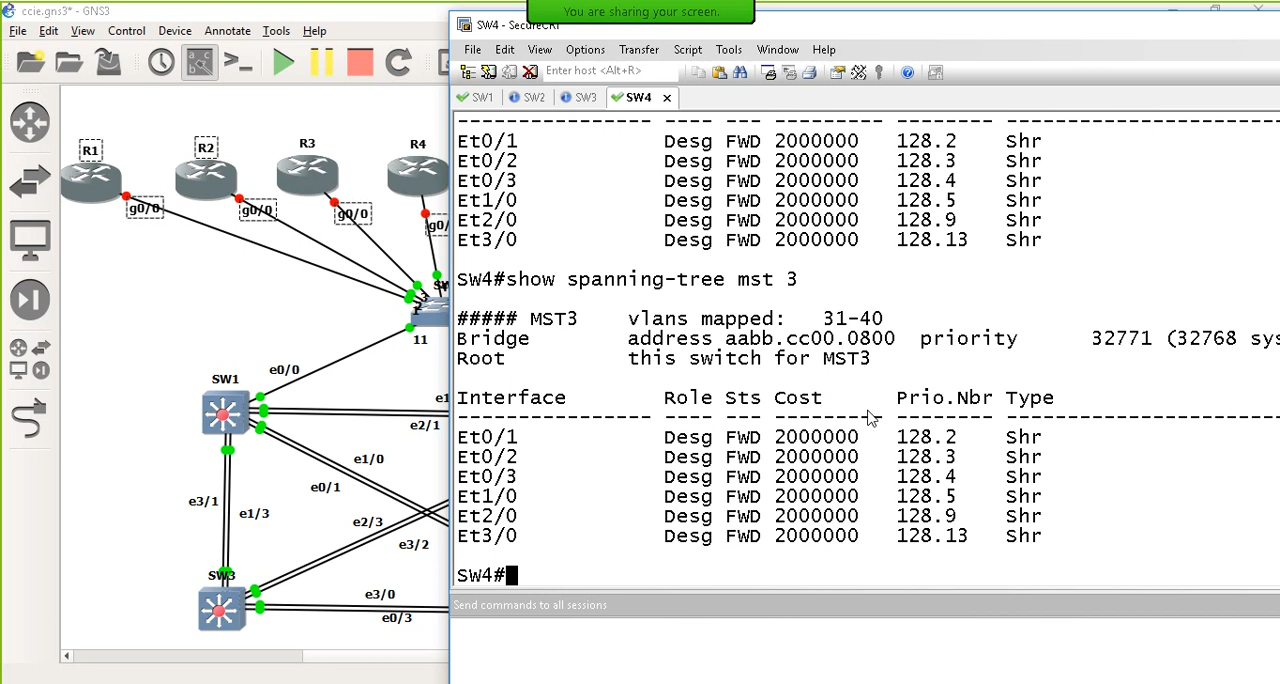 ccie.gns3* - GNS3
File Edit View Control Device Annotate Tools Help
You are sharing your screen.
SW4 - SecureCRT
File Edit View Options Transfer Script Tools Window Help
Enter host <Alt+R>
SW1 SW2 SW3 SW4
---------------- ---- --- --------- -------- --------------------------------
Et0/1 Desg FWD 2000000 128.2 Shr
Et0/2 Desg FWD 2000000 128.3 Shr
Et0/3 Desg FWD 2000000 128.4 Shr
Et1/0 Desg FWD 2000000 128.5 Shr
Et2/0 Desg FWD 2000000 128.9 Shr
Et3/0 Desg FWD 2000000 128.13 Shr
SW4#show spanning-tree mst 3
##### MST3 vlans mapped: 31-40
Bridge address aabb.cc00.0800 priority 32771 (32768 sys
Root this switch for MST3
Interface Role Sts Cost Prio.Nbr Type
---------------- ---- --- --------- -------- --------------------------------
Et0/1 Desg FWD 2000000 128.2 Shr
Et0/2 Desg FWD 2000000 128.3 Shr
Et0/3 Desg FWD 2000000 128.4 Shr
Et1/0 Desg FWD 2000000 128.5 Shr
Et2/0 Desg FWD 2000000 128.9 Shr
Et3/0 Desg FWD 2000000 128.13 Shr
SW4#
Send commands to all sessions
R1
R2
R3
R4
g0/0
g0/0
g0/0
g0/
11
e0/0
SW1
e2/1
e1/0
e0/1
e3/1
e1/3
e2/3
e3/2
SW3
e3/0
e0/3